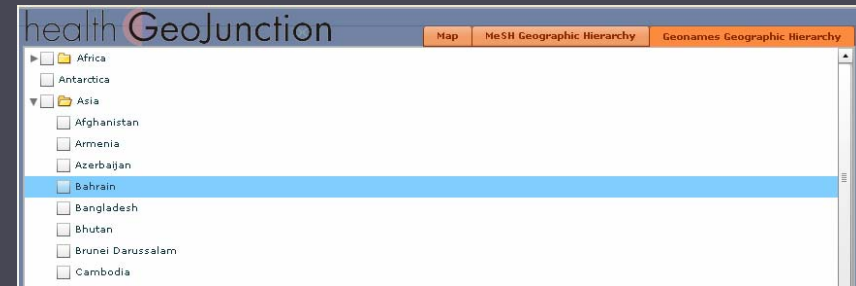 health GeoJunction
Map MeSH Geographic Hierarchy Geonames Geographic Hierarchy
Africa
Antarctica
Asia
Afghanistan
Armenia
Azerbaijan
Bahrain
Bangladesh
Bhutan
Brunei Darussalam
Cambodia